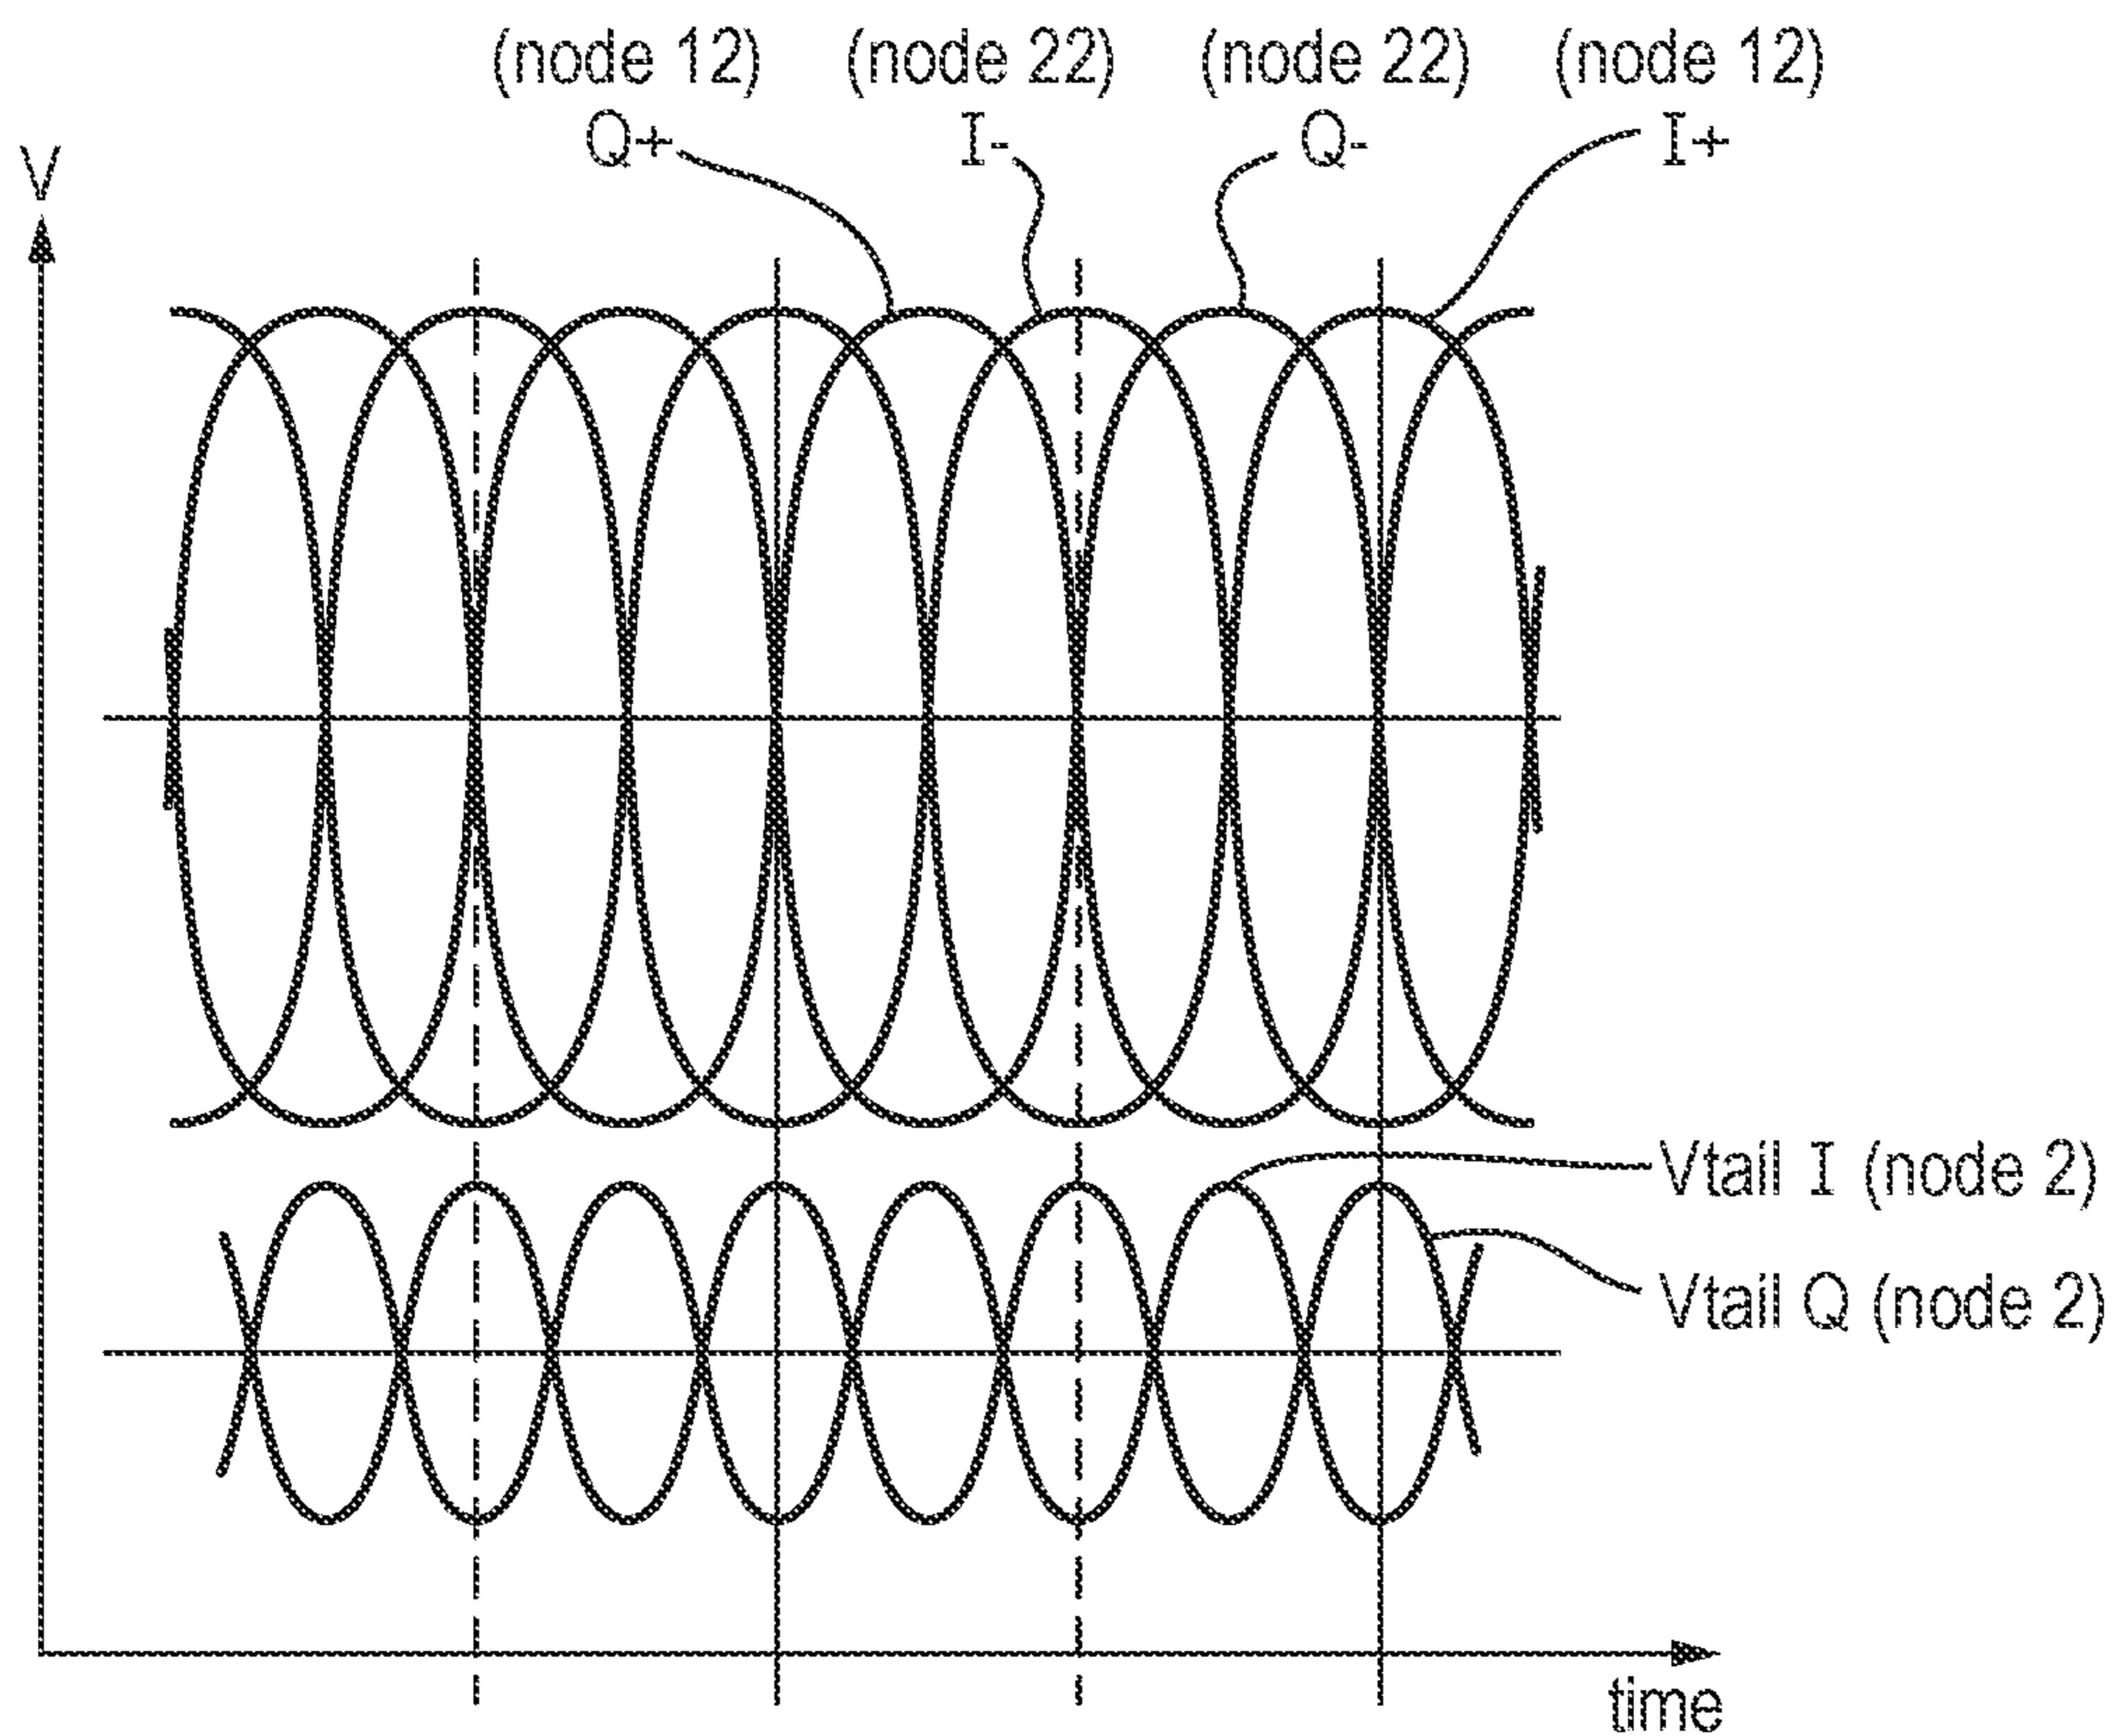 (node 12) (node 22) (node 22) (node 12)
Q+ I- Q- I+
V
Vtail I (node 2)
Vtail Q (node 2)
time